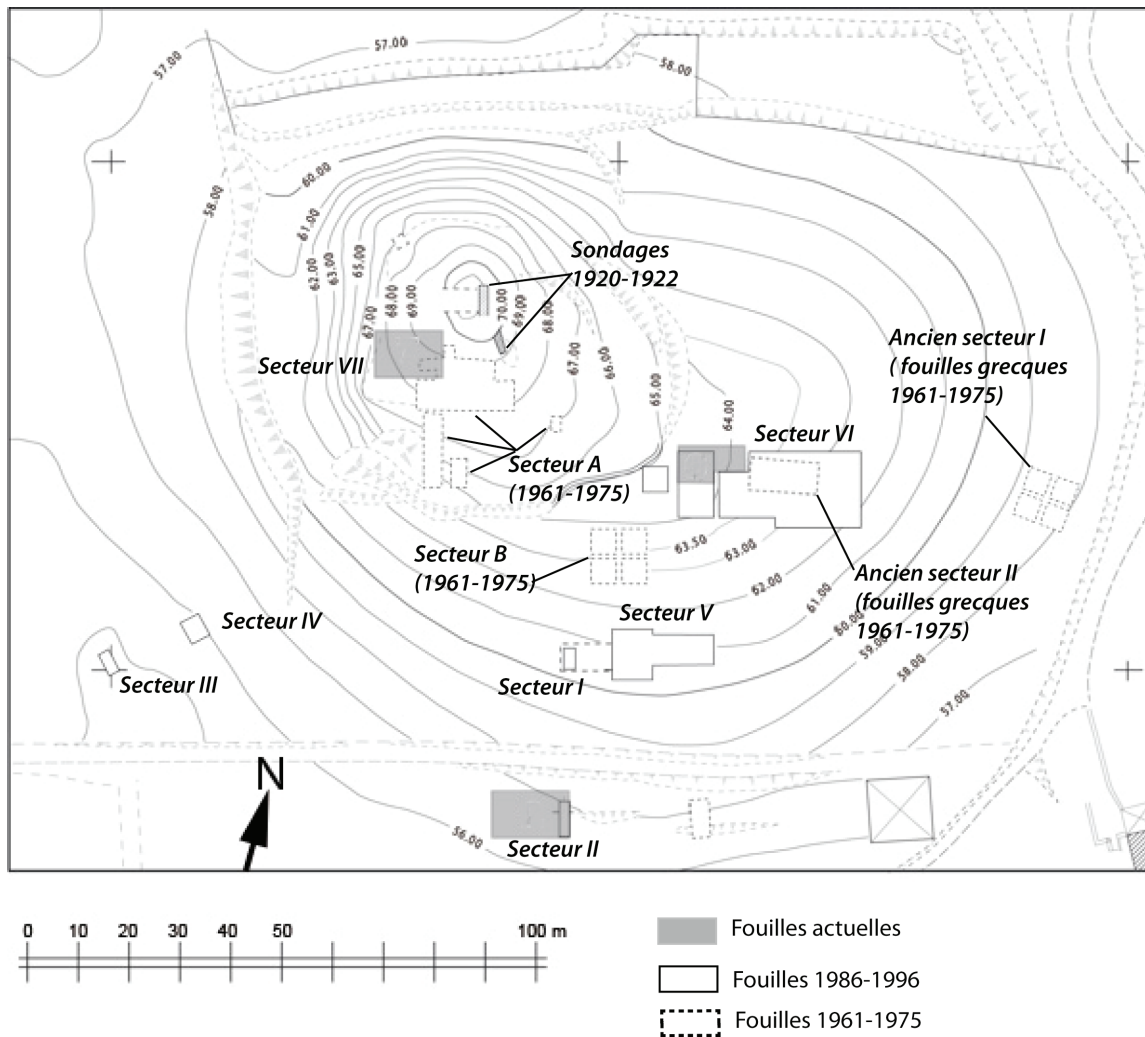 57.00
57.00
58.00
58.00
60.00
61.00
62.00
63.00
65.00
67.00
68.00
69.00
70.00
69.00
68.00
67.00
66.00
65.00
64.00
Sondages
1920-1922
Secteur VII
Ancien secteur I
( fouilles grecques
1961-1975)
Secteur VI
Secteur A
(1961-1975)
Secteur B
(1961-1975)
63.50
63.00
62.00
61.00
60.00
59.00
58.00
57.00
Ancien secteur II
(fouilles grecques
1961-1975)
Secteur V
Secteur IV
Secteur III
Secteur I
N
56.00
Secteur II
0 10 20 30 40 50 100 m
Fouilles actuelles
Fouilles 1986-1996
Fouilles 1961-1975